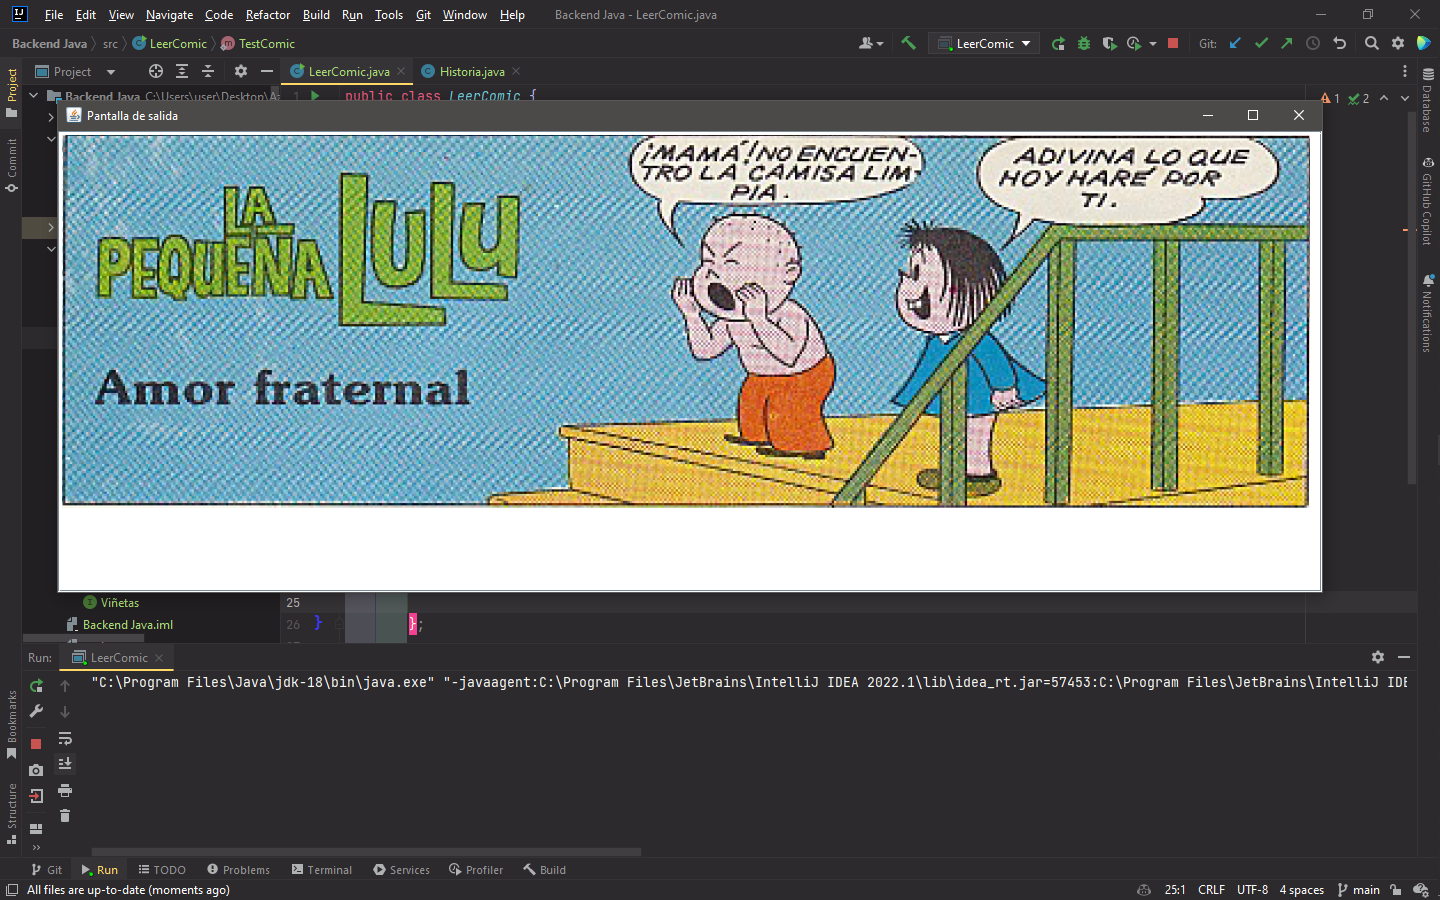 File Edit View Navigate Code Refactor Build Run Tools Git Window Help Backend Java - LeerComic.java
Backend Java src LeerComic TestComic LeerComic Git:
Project LeerComic.java Historia.java
Backend Java C:\Users\user\Desktop\
1 public class LeerComic {
1 2
Pantalla de salida
¡MAMÁ! NO ENCUEN-
TRO LA CAMISA LIM-
PIA.
ADIVINA LO QUE
HOY HARÉ POR
TI.
LA
PEQUEÑA LULU
Amor fraternal
Viñetas
Backend Java.iml
25
26 } };
Run: LeerComic
"C:\Program Files\Java\jdk-18\bin\java.exe" "-javaagent:C:\Program Files\JetBrains\IntelliJ IDEA 2022.1\lib\idea_rt.jar=57453:C:\Program Files\JetBrains\IntelliJ IDE
Project
Commit
Bookmarks
Structure
Database
GitHub Copilot
Notifications
Git Run TODO Problems Terminal Services Profiler Build
All files are up-to-date (moments ago) 25:1 CRLF UTF-8 4 spaces main